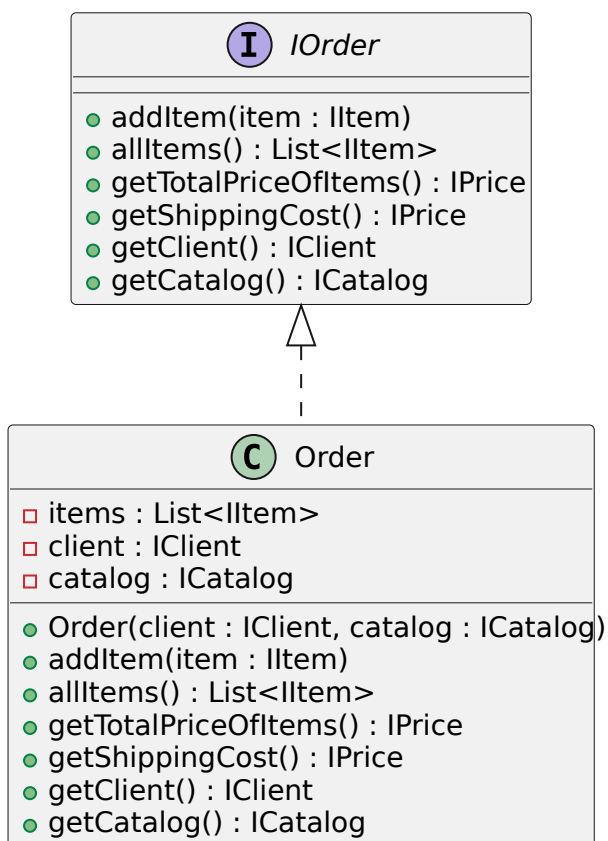 I IOrder
addItem(item : IItem)
allItems() : List<IItem>
getTotalPriceOfItems() : IPrice
getShippingCost() : IPrice
getClient() : IClient
getCatalog() : ICatalog
C Order
items : List<IItem>
client : IClient
catalog : ICatalog
Order(client : IClient, catalog : ICatalog)
addItem(item : IItem)
allItems() : List<IItem>
getTotalPriceOfItems() : IPrice
getShippingCost() : IPrice
getClient() : IClient
getCatalog() : ICatalog